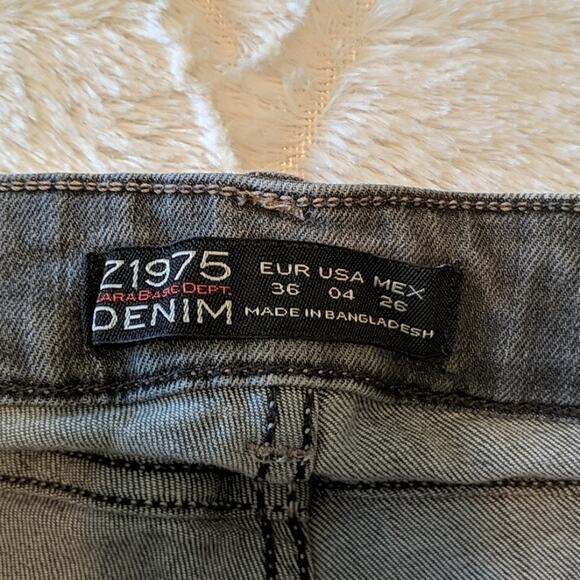 Z1975
ZARA BASIC DEPT.
DENIM
EUR USA MEX
36 04 26
MADE IN BANGLADESH